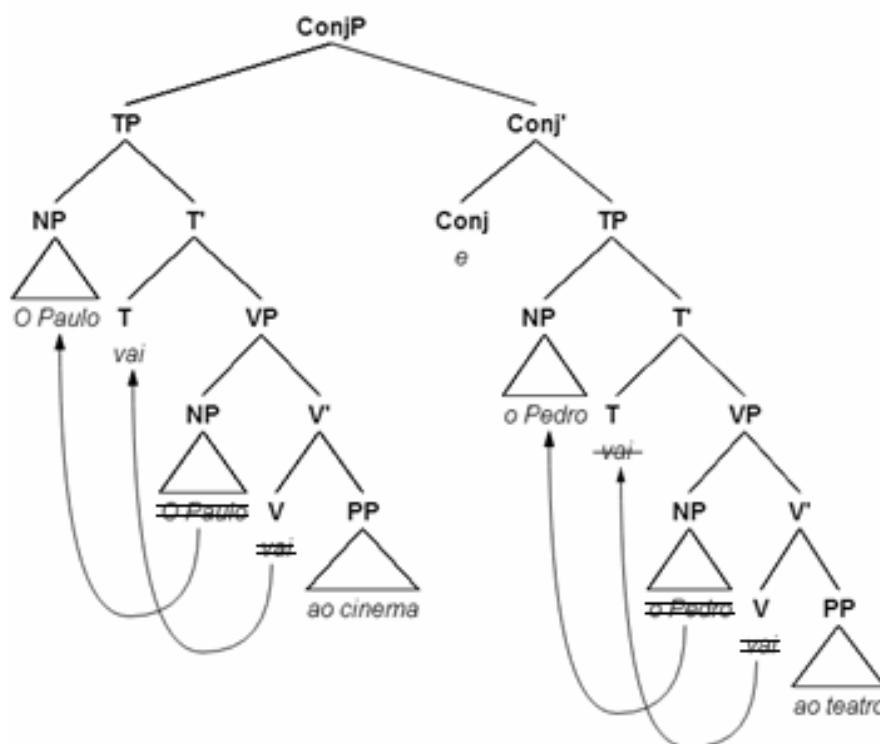 ConjP
TP Conj'
NP T' Conj TP
e
O Paulo T VP NP T'
vai
NP V' o Pedro T VP
vai
O Paulo V PP NP V'
vai
ao cinema o Pedro V PP
vai
ao teatro